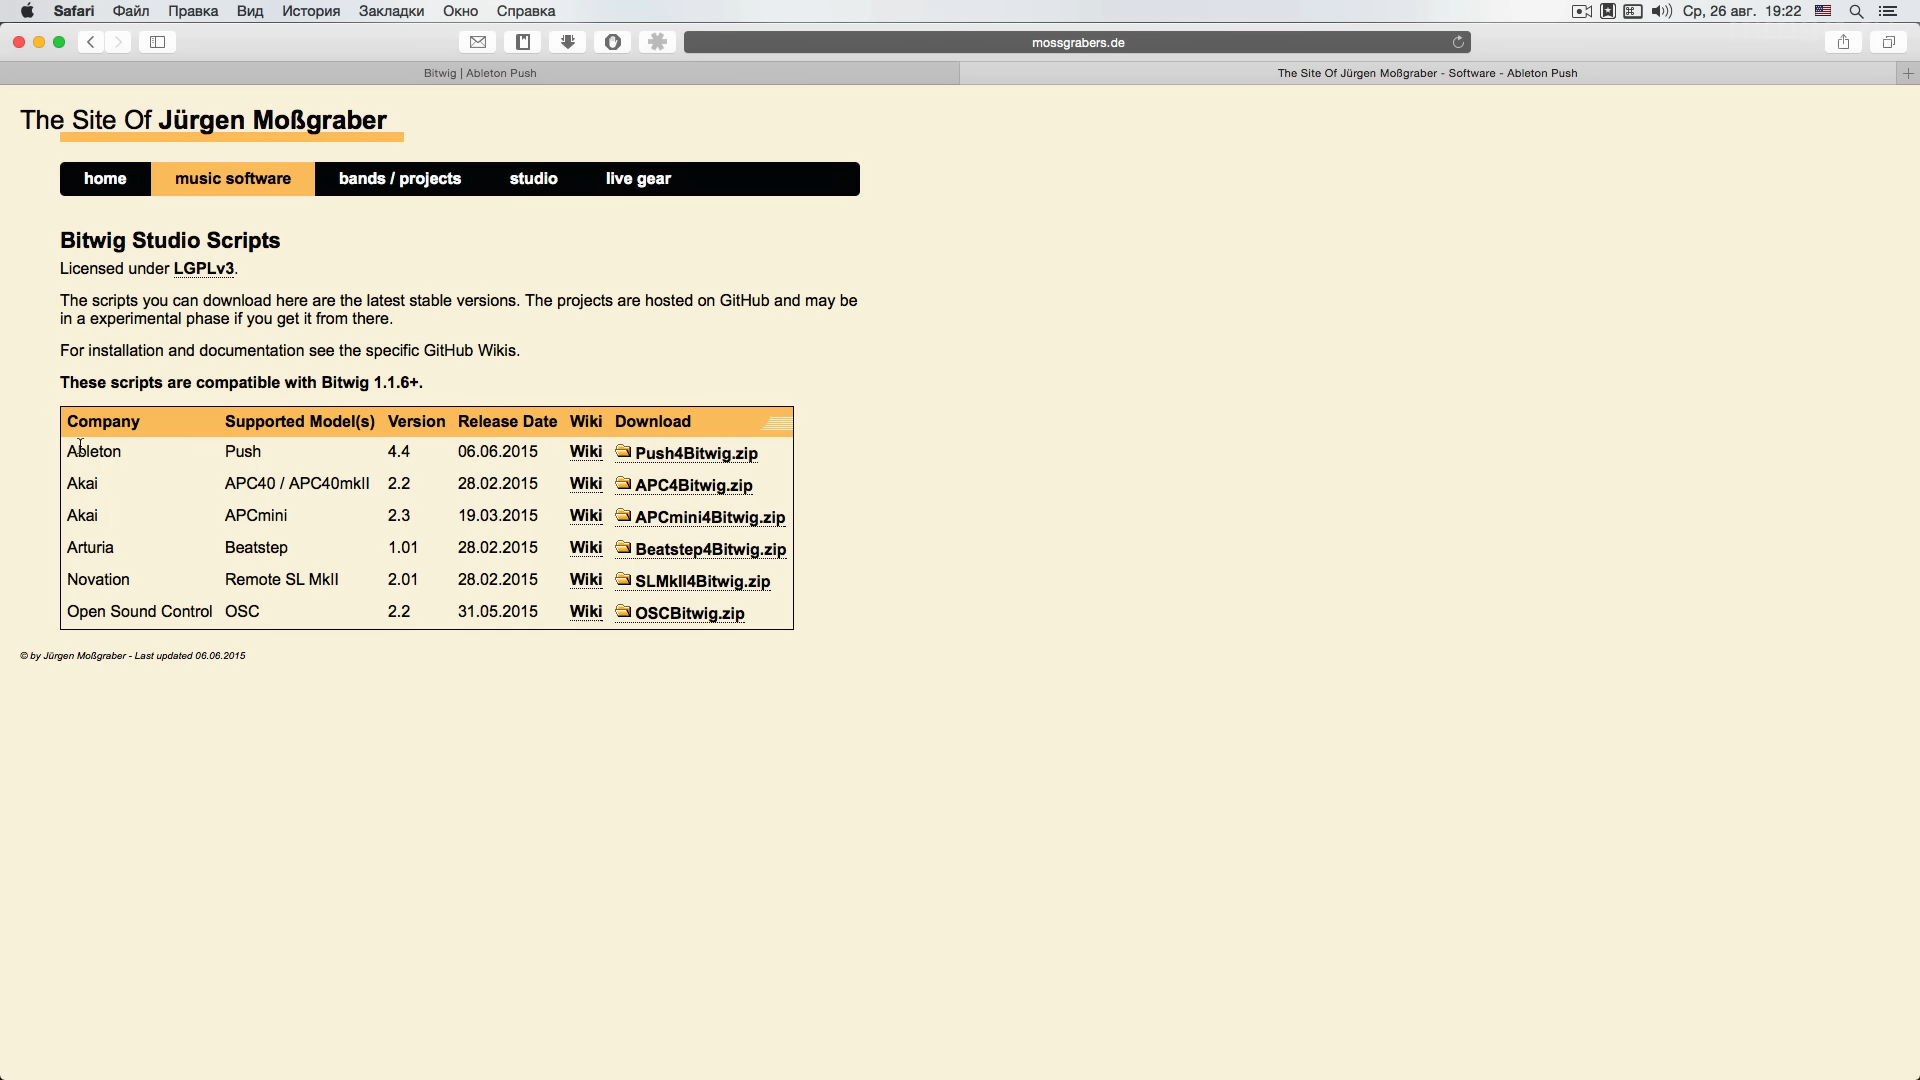 Safari Файл Правка Вид История Закладки Окно Справка Ср, 26 авг. 19:22
mossgrabers.de
Bitwig | Ableton Push The Site Of Jürgen Moßgraber - Software - Ableton Push
The Site Of Jürgen Moßgraber
home music software bands / projects studio live gear
Bitwig Studio Scripts
Licensed under LGPLv3.
The scripts you can download here are the latest stable versions. The projects are hosted on GitHub and may be
in a experimental phase if you get it from there.
For installation and documentation see the specific GitHub Wikis.
These scripts are compatible with Bitwig 1.1.6+.
Company Supported Model(s) Version Release Date Wiki Download
Ableton Push 4.4 06.06.2015 Wiki Push4Bitwig.zip
Akai APC40 / APC40mkII 2.2 28.02.2015 Wiki APC4Bitwig.zip
Akai APCmini 2.3 19.03.2015 Wiki APCmini4Bitwig.zip
Arturia Beatstep 1.01 28.02.2015 Wiki Beatstep4Bitwig.zip
Novation Remote SL MkII 2.01 28.02.2015 Wiki SLMkII4Bitwig.zip
Open Sound Control OSC 2.2 31.05.2015 Wiki OSCBitwig.zip
© by Jürgen Moßgraber - Last updated 06.06.2015